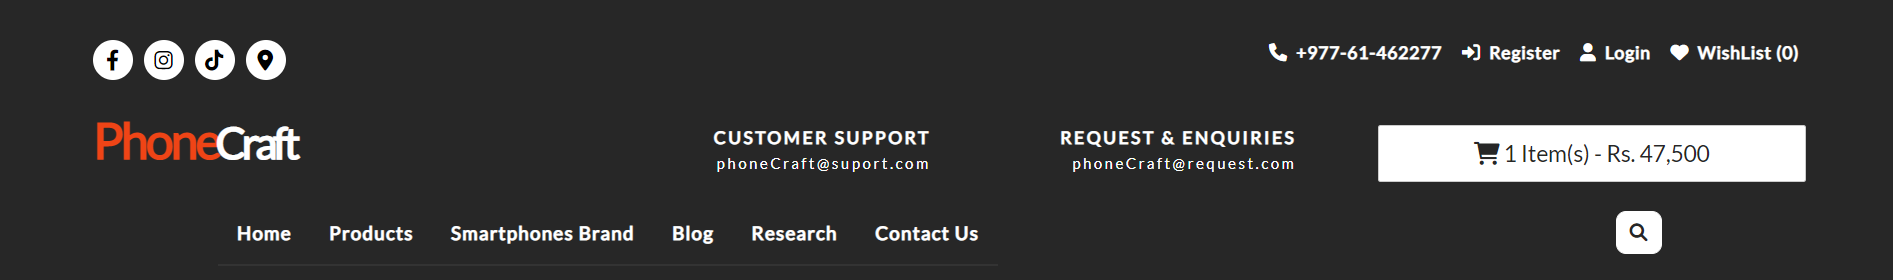 +977-61-462277 Register Login WishList (0)
PhoneCraft
CUSTOMER SUPPORT
phoneCraft@suport.com
REQUEST & ENQUIRIES
phoneCraft@request.com
1 Item(s) - Rs. 47,500
Home Products Smartphones Brand Blog Research Contact Us